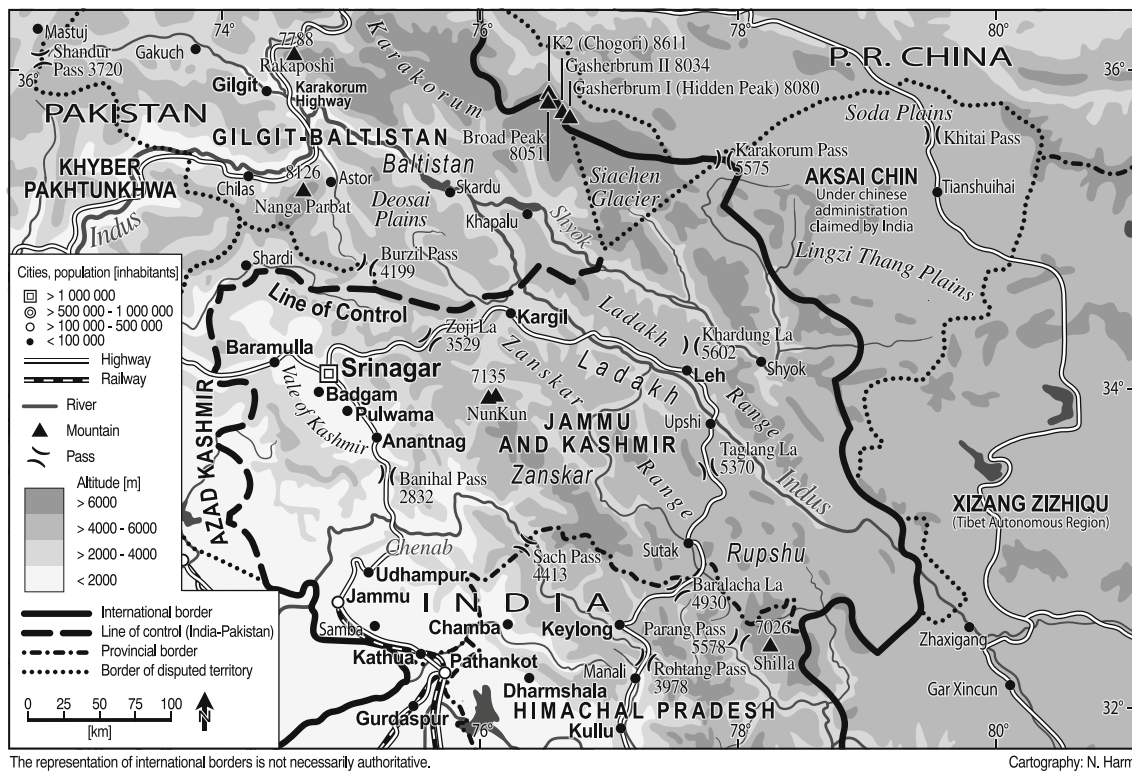 74
76
78
80
Mastuj
Shandur
Pass 3720
36°
Gakuch
7788
Rakaposhi
Gilgit
Karakorum
Highway
Karakorum
K2 (Chogori) 8611
Gasherbrum II 8034
Gasherbrum I (Hidden Peak) 8080
Broad Peak
8051
P. R. CHINA
36°
Soda Plains
Khitai Pass
PAKISTAN
GILGIT-BALTISTAN
Baltistan
KHYBER
PAKHTUNKHWA
8126
Chilas
Astor
Nanga Parbat
Deosai
Plains
Skardu
Khapalu
Shyok
Siachen
Glacier
Karakorum Pass
5575
AKSAI CHIN
Under chinese
administration
claimed by India
Tianshuihai
Lingzi Thang Plains
Indus
Shardi
Burzil Pass
4199
Line of Control
Cities, population [inhabitants]
> 1 000 000
> 500 000 - 1 000 000
> 100 000 - 500 000
< 100 000
Highway
Railway
River
Mountain
Pass
Altitude [m]
> 6000
> 4000 - 6000
> 2000 - 4000
< 2000
International border
Line of control (India-Pakistan)
Provincial border
Border of disputed territory
0 25 50 75 100
[km]
N
Zoji La
3529
Kargil
Ladakh
Range
Khardung La
5602
Baramulla
Srinagar
Badgam
Pulwama
Vale of Kashmir
Anantnag
7135
NunKun
Zanskar
Range
Ladakh
Leh
Shyok
34°
JAMMU
AND KASHMIR
Upshi
Taglang La
5370
Indus
Zanskar
AZAD KASHMIR
Banihal Pass
2832
XIZANG ZIZHIQU
(Tibet Autonomous Region)
Chenab
Sach Pass
4413
Sutak
Rupshu
Udhampur
Jammu
INDIA
Baralacha La
4930
Samba
Chamba
Keylong
Parang Pass
5578
7026
Shilla
Zhaxigang
Kathua
Pathankot
Manali
Rohtang Pass
3978
Dharmshala
Gar Xincun
HIMACHAL PRADESH
Gurdaspur
Kullu
32°
76°
78°
80°
The representation of international borders is not necessarily authoritative.
Cartography: N. Harm